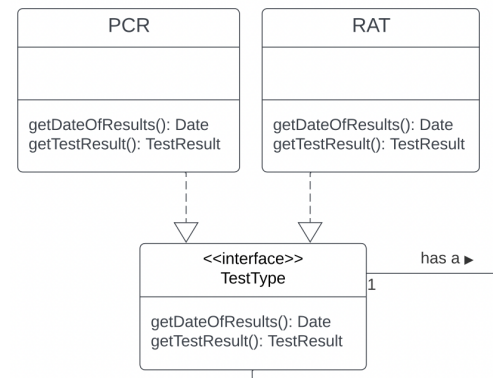 PCR
getDateOfResults(): Date
getTestResult(): TestResult
RAT
getDateOfResults(): Date
getTestResult(): TestResult
<<interface>>
TestType
getDateOfResults(): Date
getTestResult(): TestResult
has a ▶
1